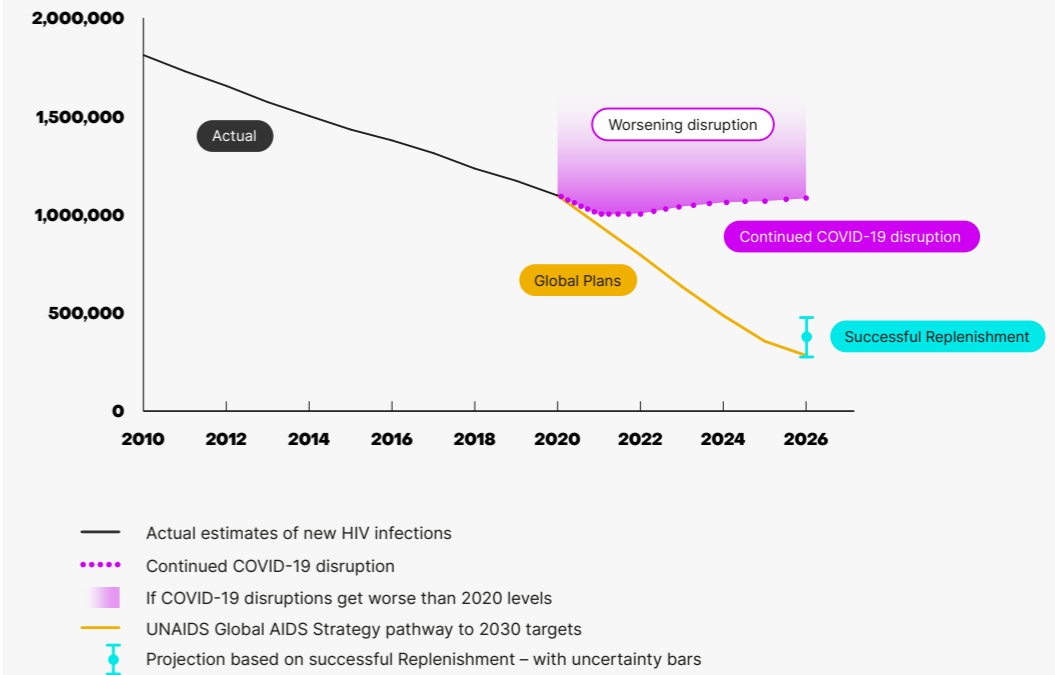 2,000,000
1,500,000
1,000,000
500,000
0
Actual
Worsening disruption
Continued COVID-19 disruption
Global Plans
Successful Replenishment
2010 2012 2014 2016 2018 2020 2022 2024 2026
Actual estimates of new HIV infections
Continued COVID-19 disruption
If COVID-19 disruptions get worse than 2020 levels
UNAIDS Global AIDS Strategy pathway to 2030 targets
Projection based on successful Replenishment – with uncertainty bars